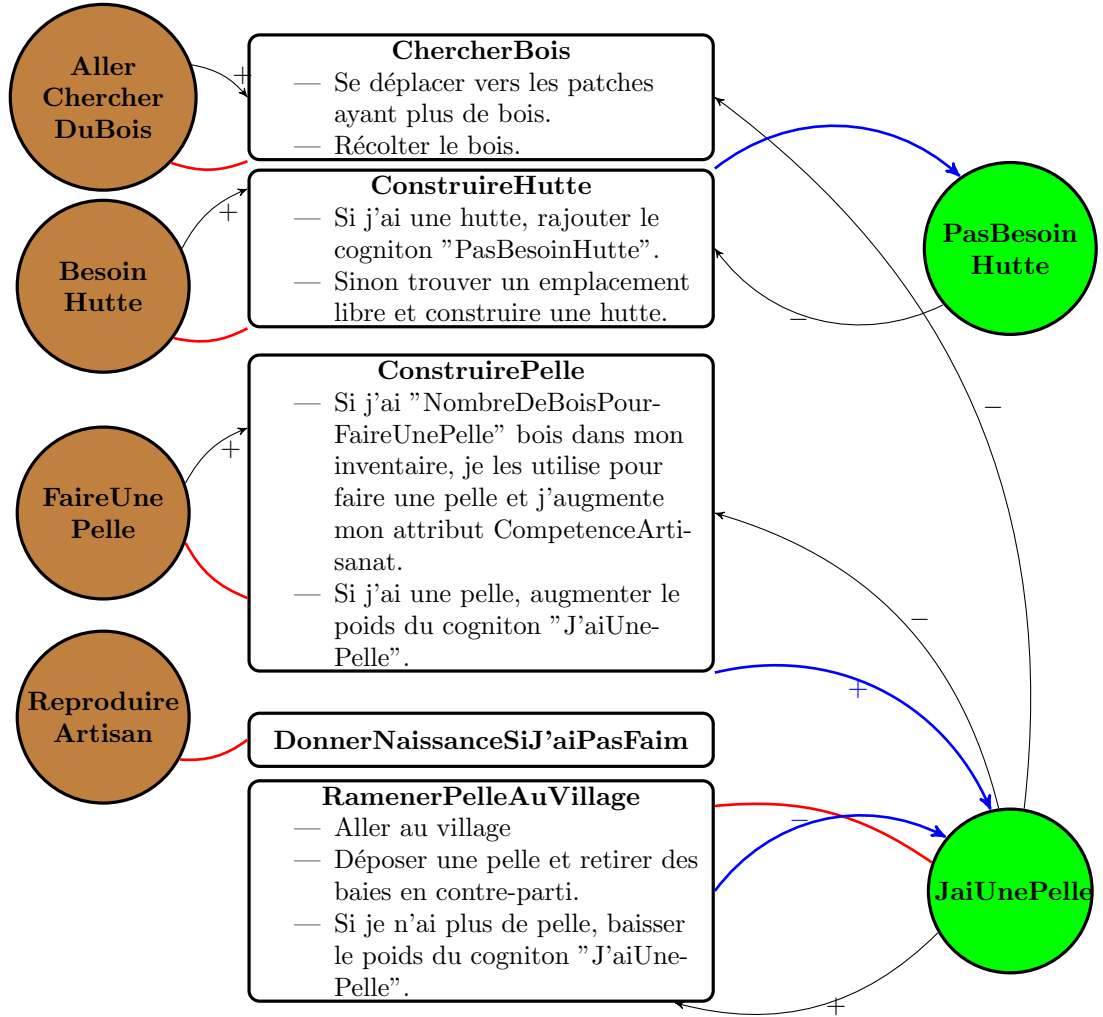 Aller
Chercher
DuBois
+
ChercherBois
— Se déplacer vers les patches
ayant plus de bois.
— Récolter le bois.
Besoin
Hutte
+
ConstruireHutte
— Si j'ai une hutte, rajouter le
cogniton ”PasBesoinHutte”.
— Sinon trouver un emplacement
libre et construire une hutte.
−
PasBesoin
Hutte
−
FaireUne
Pelle
+
ConstruirePelle
— Si j'ai ”NombreDeBoisPour-
FaireUnePelle” bois dans mon
inventaire, je les utilise pour
faire une pelle et j'augmente
mon attribut CompetenceArti-
sanat.
— Si j'ai une pelle, augmenter le
poids du cogniton ”J'aiUne-
Pelle”.
−
+
Reproduire
Artisan
DonnerNaissanceSiJ'aiPasFaim
RamenerPelleAuVillage
— Aller au village
— Déposer une pelle et retirer des
baies en contre-parti.
— Si je n'ai plus de pelle, baisser
le poids du cogniton ”J'aiUne-
Pelle”.
−
JaiUnePelle
+